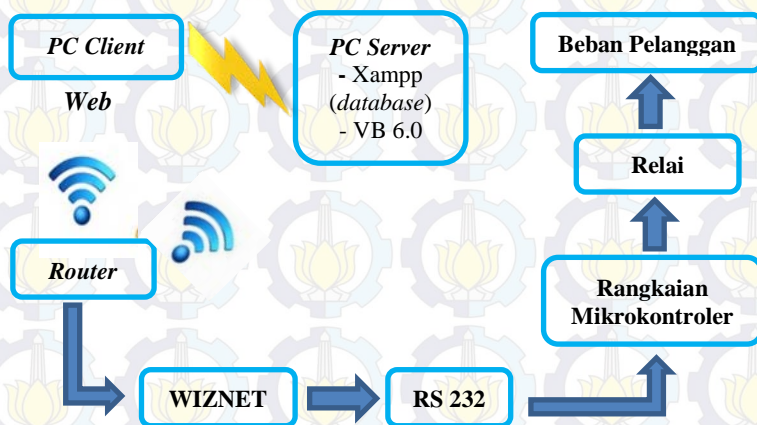 PC Client
Web
PC Server
- Xampp
(database)
- VB 6.0
Beban Pelanggan
Relai
Router
Rangkaian
Mikrokontroler
WIZNET
RS 232